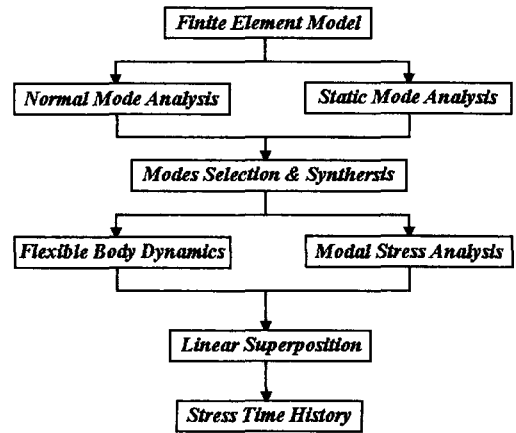 Finite Element Model
Normal Mode Analysis
Static Mode Analysis
Modes Selection & Synthersis
Flexible Body Dynamics
Modal Stress Analysis
Linear Superposition
Stress Time History